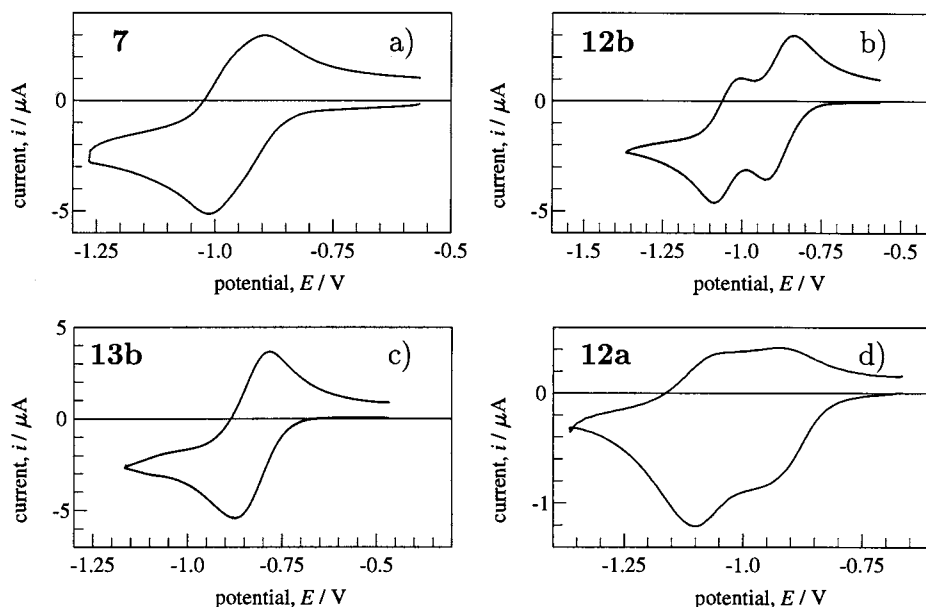 7 a)
current, i / μA
0
-5
-1.25 -1.0 -0.75 -0.5
potential, E / V
12b b)
current, i / μA
0
-5
-1.5 -1.25 -1.0 -0.75 -0.5
potential, E / V
13b c)
current, i / μA
5
0
-5
-1.25 -1.0 -0.75 -0.5
potential, E / V
12a d)
current, i / μA
0
-1
-1.25 -1.0 -0.75
potential, E / V